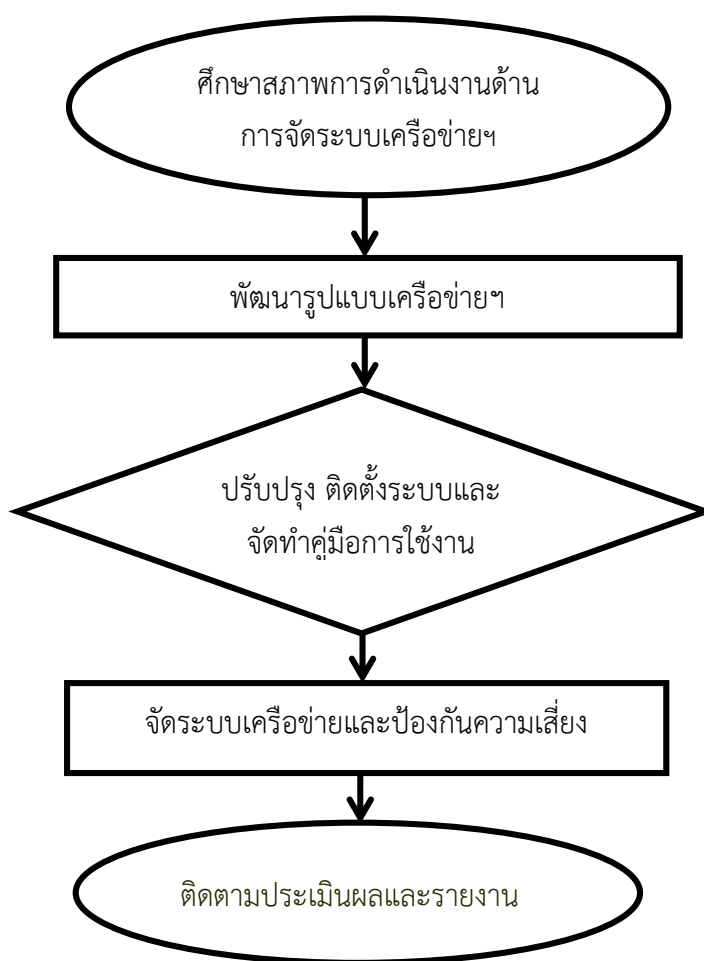 ศึกษาสภาพการดำเนินงานด้าน
การจัดระบบเครือข่ายฯ
พัฒนารูปแบบเครือข่ายฯ
ปรับปรุง ติดตั้งระบบและ
จัดทำคู่มือการใช้งาน
จัดระบบเครือข่ายและป้องกันความเสี่ยง
ติดตามประเมินผลและรายงาน